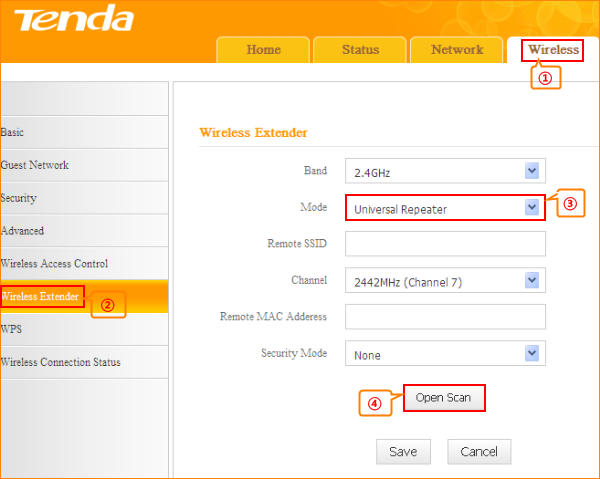 Tenda
Home Status Network Wireless
①
Basic
Guest Network
Security
Advanced
Wireless Access Control
Wireless Extender
②
WPS
Wireless Connection Status
Wireless Extender
Band 2.4GHz
Mode Universal Repeater
③
Remote SSID
Channel 2442MHz (Channel 7)
Remote MAC Adderess
Security Mode None
④ Open Scan
Save Cancel